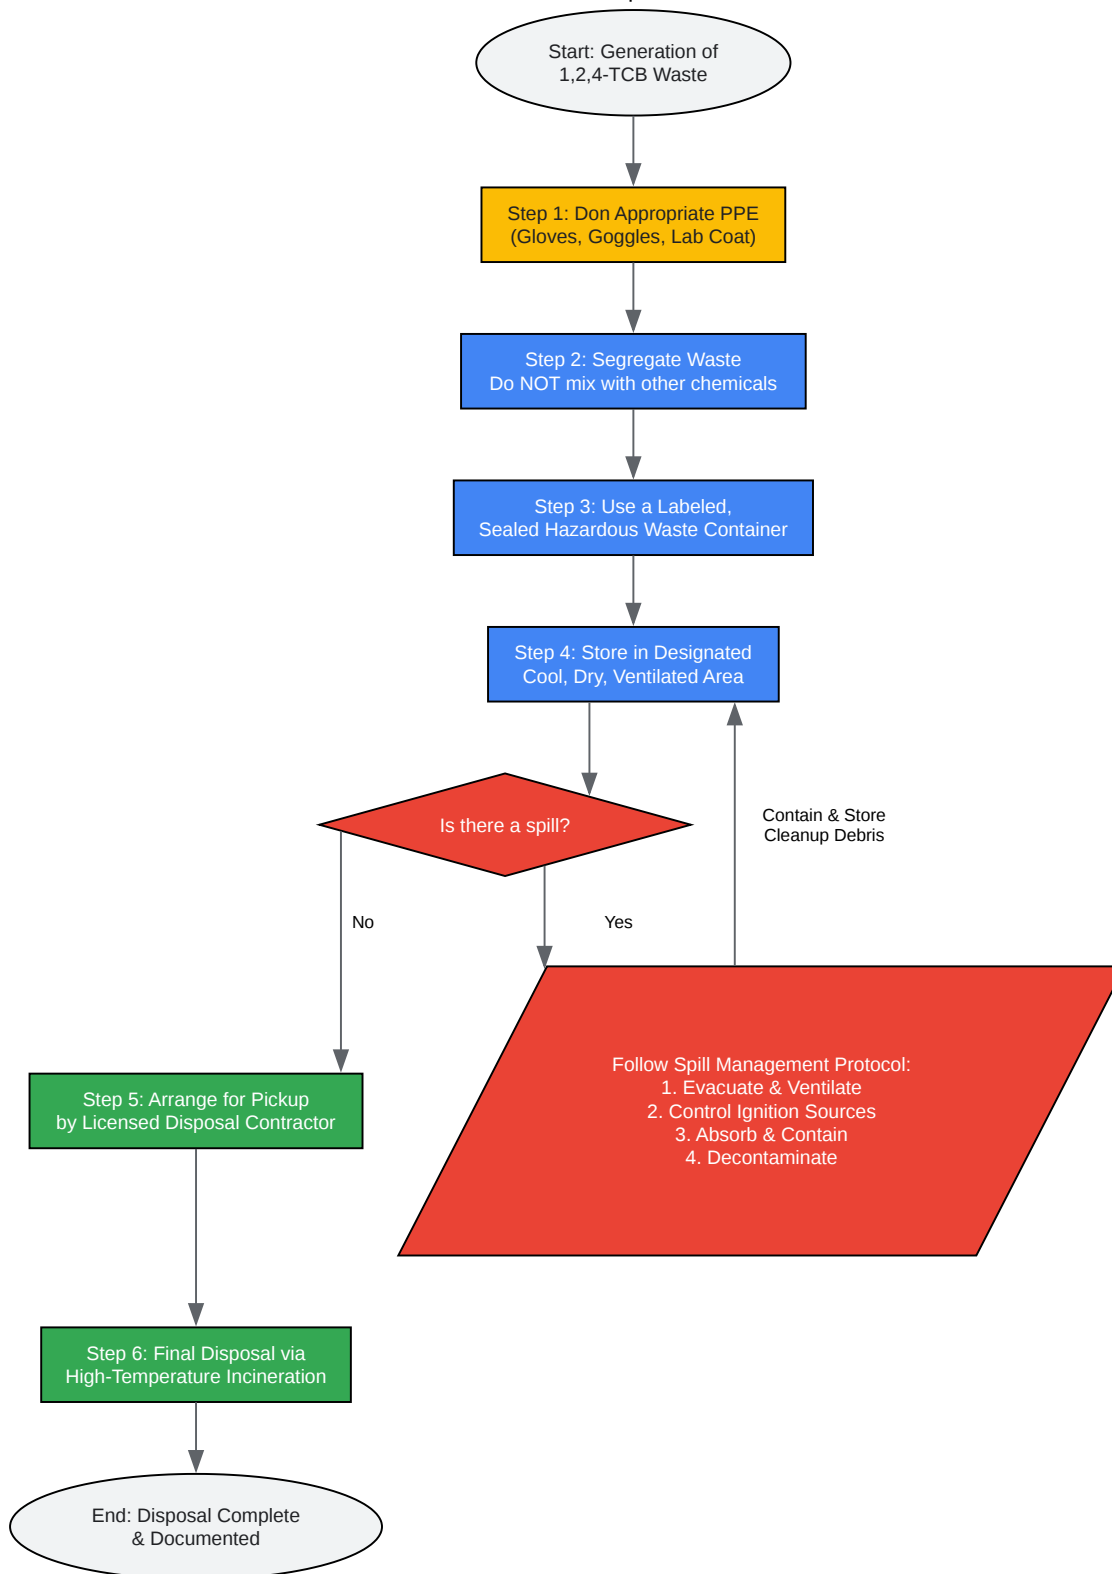 Start: Generation of
1,2,4-TCB Waste
Step 1: Don Appropriate PPE
(Gloves, Goggles, Lab Coat)
Step 2: Segregate Waste
Do NOT mix with other chemicals
Step 3: Use a Labeled,
Sealed Hazardous Waste Container
Step 4: Store in Designated
Cool, Dry, Ventilated Area
Is there a spill?
Contain & Store
Cleanup Debris
No
Yes
Follow Spill Management Protocol:
1. Evacuate & Ventilate
2. Control Ignition Sources
3. Absorb & Contain
4. Decontaminate
Step 5: Arrange for Pickup
by Licensed Disposal Contractor
Step 6: Final Disposal via
High-Temperature Incineration
End: Disposal Complete
& Documented